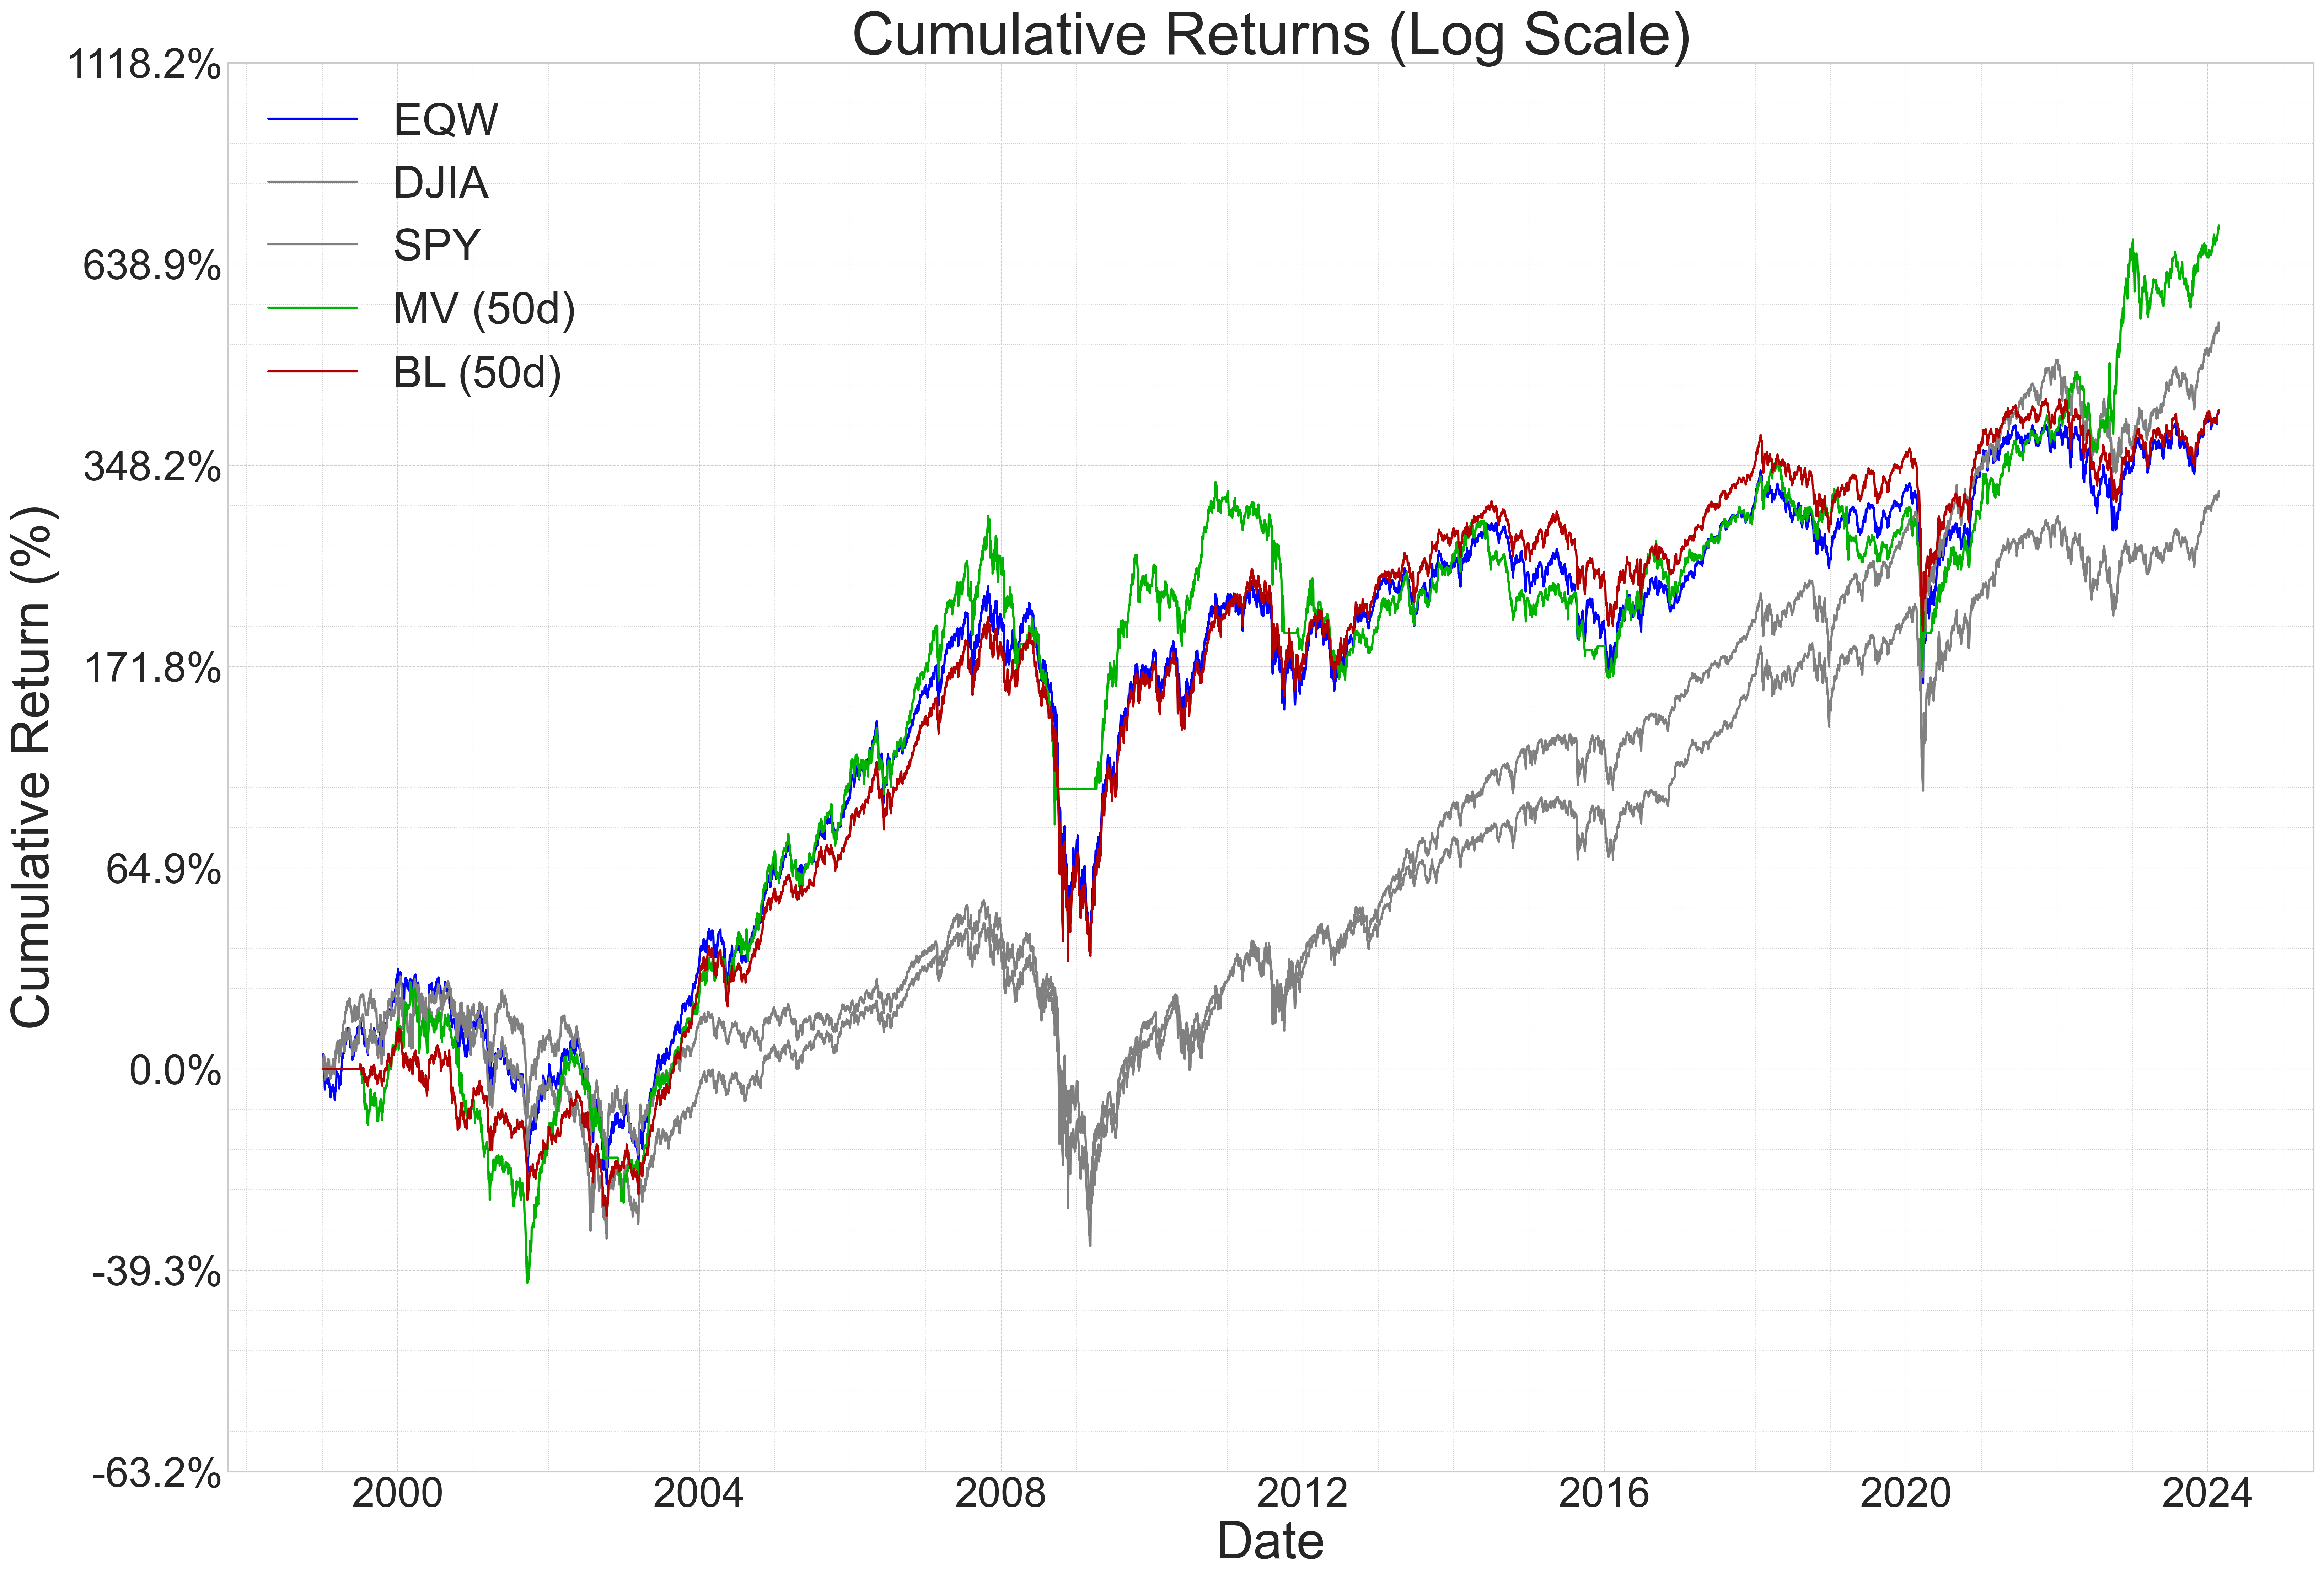 Cumulative Returns (Log Scale)
1118.2%
638.9%
348.2%
171.8%
64.9%
0.0%
-39.3%
-63.2%
Cumulative Return (%)
EQW
DJIA
SPY
MV (50d)
BL (50d)
2000 2004 2008 2012 2016 2020 2024
Date